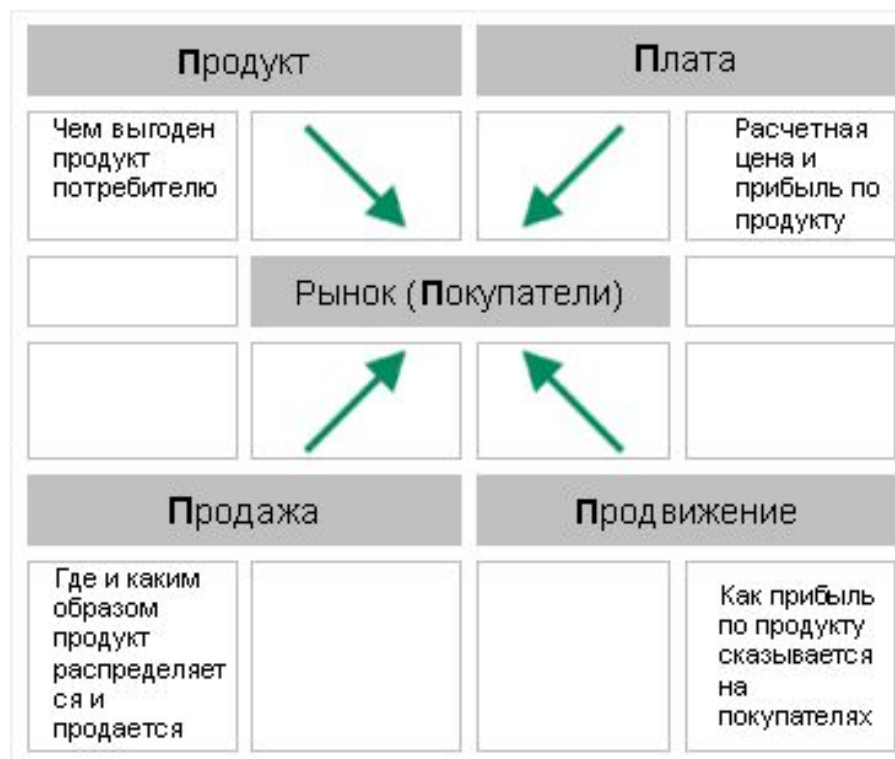 Продукт
Плата
Чем выгоден
продукт
потребителю
Расчетная
цена и
прибыль по
продукту
Рынок (Покупатели)
Продажа
Продвижение
Где и каким
образом
продукт
распределяет
ся и
продается
Как прибыль
по продукту
сказывается
на
покупателях